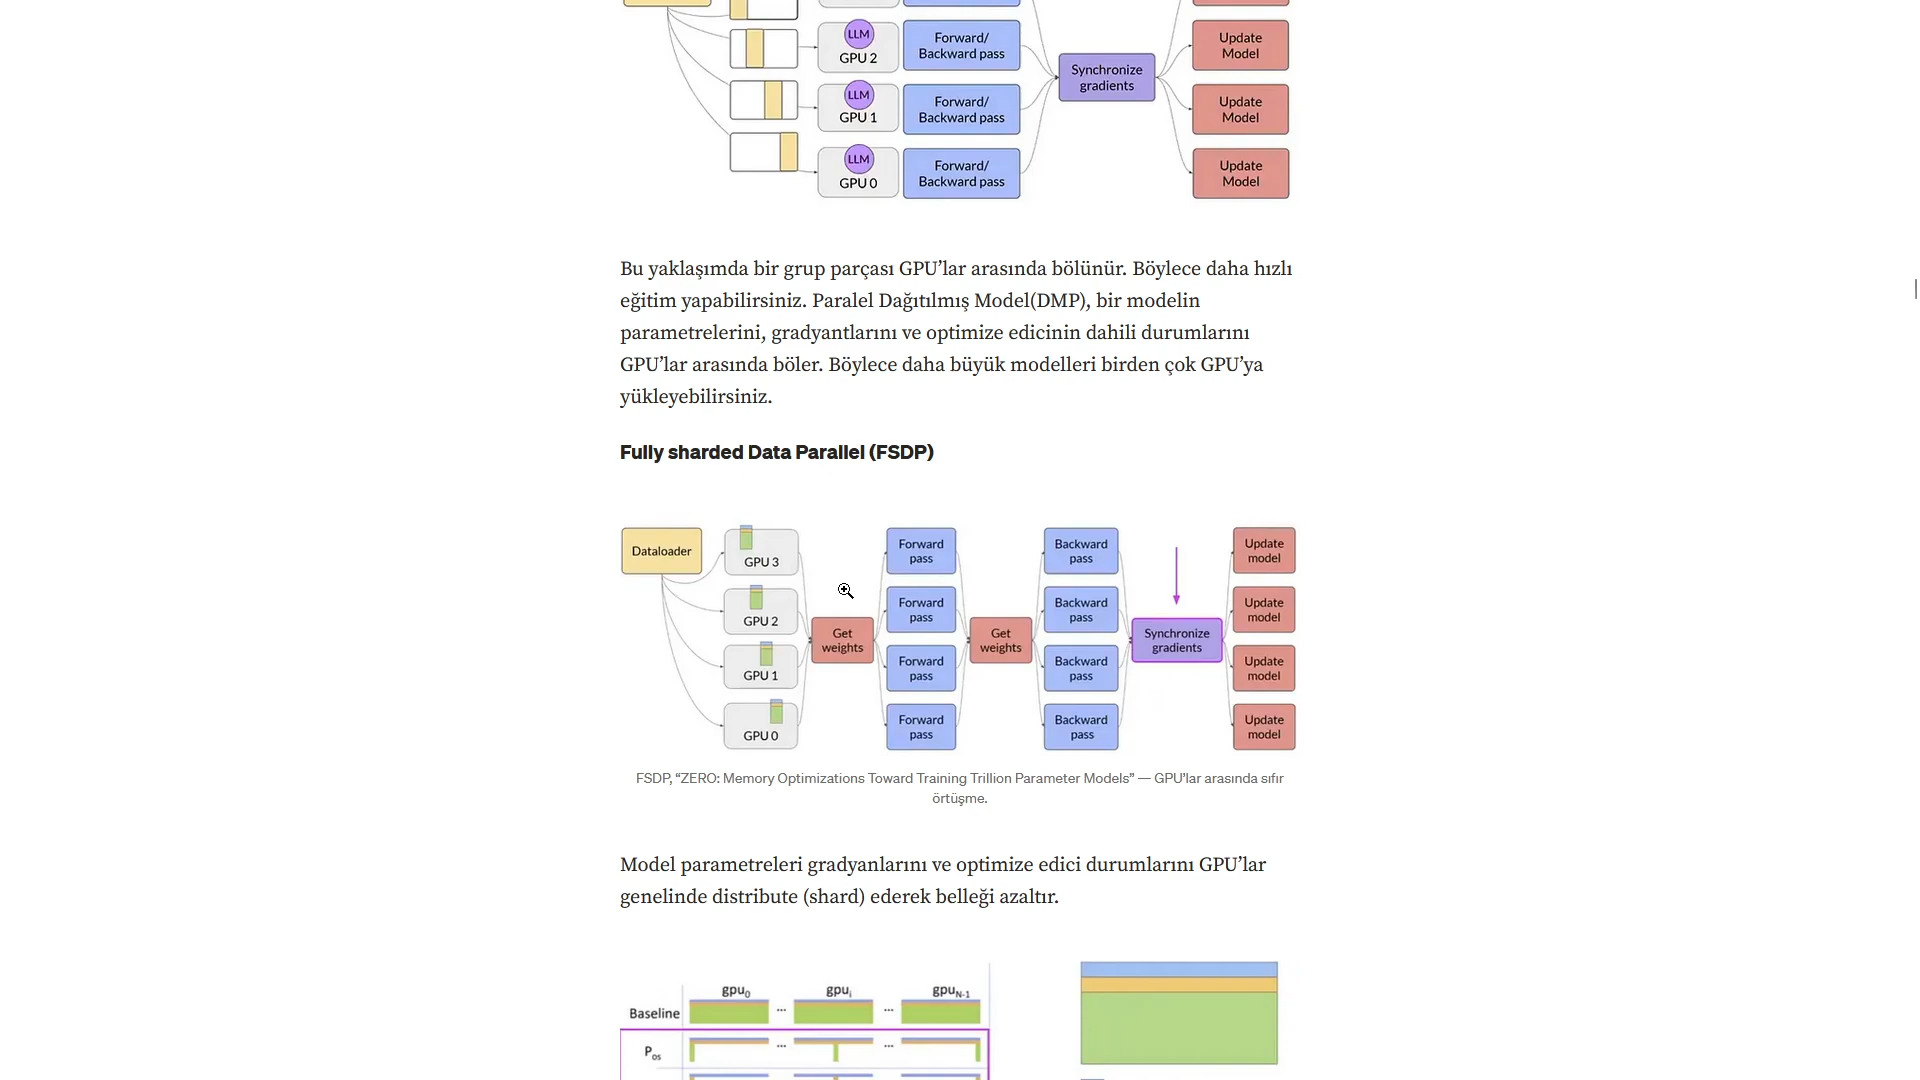 LLM
GPU 2
Forward/
Backward pass
Update
Model
Synchronize
gradients
LLM
GPU 1
Forward/
Backward pass
Update
Model
LLM
GPU 0
Forward/
Backward pass
Update
Model
Bu yaklaşımda bir grup parçası GPU’lar arasında bölünür. Böylece daha hızlı
eğitim yapabilirsiniz. Paralel Dağıtılmış Model(DMP), bir modelin
parametrelerini, gradyantlarını ve optimize edicinin dahili durumlarını
GPU’lar arasında böler. Böylece daha büyük modelleri birden çok GPU’ya
yükleyebilirsiniz.
Fully sharded Data Parallel (FSDP)
Dataloader
GPU 3
GPU 2
GPU 1
GPU 0
Get
weights
Forward
pass
Forward
pass
Forward
pass
Forward
pass
Get
weights
Backward
pass
Backward
pass
Backward
pass
Backward
pass
Synchronize
gradients
Update
model
Update
model
Update
model
Update
model
FSDP, “ZERO: Memory Optimizations Toward Training Trillion Parameter Models” — GPU’lar arasında sıfır
örtüşme.
Model parametreleri gradyanlarını ve optimize edici durumlarını GPU’lar
genelinde distribute (shard) ederek belleği azaltır.
gpu0 gpui gpuN-1
Baseline ... ...
Pos ... ...